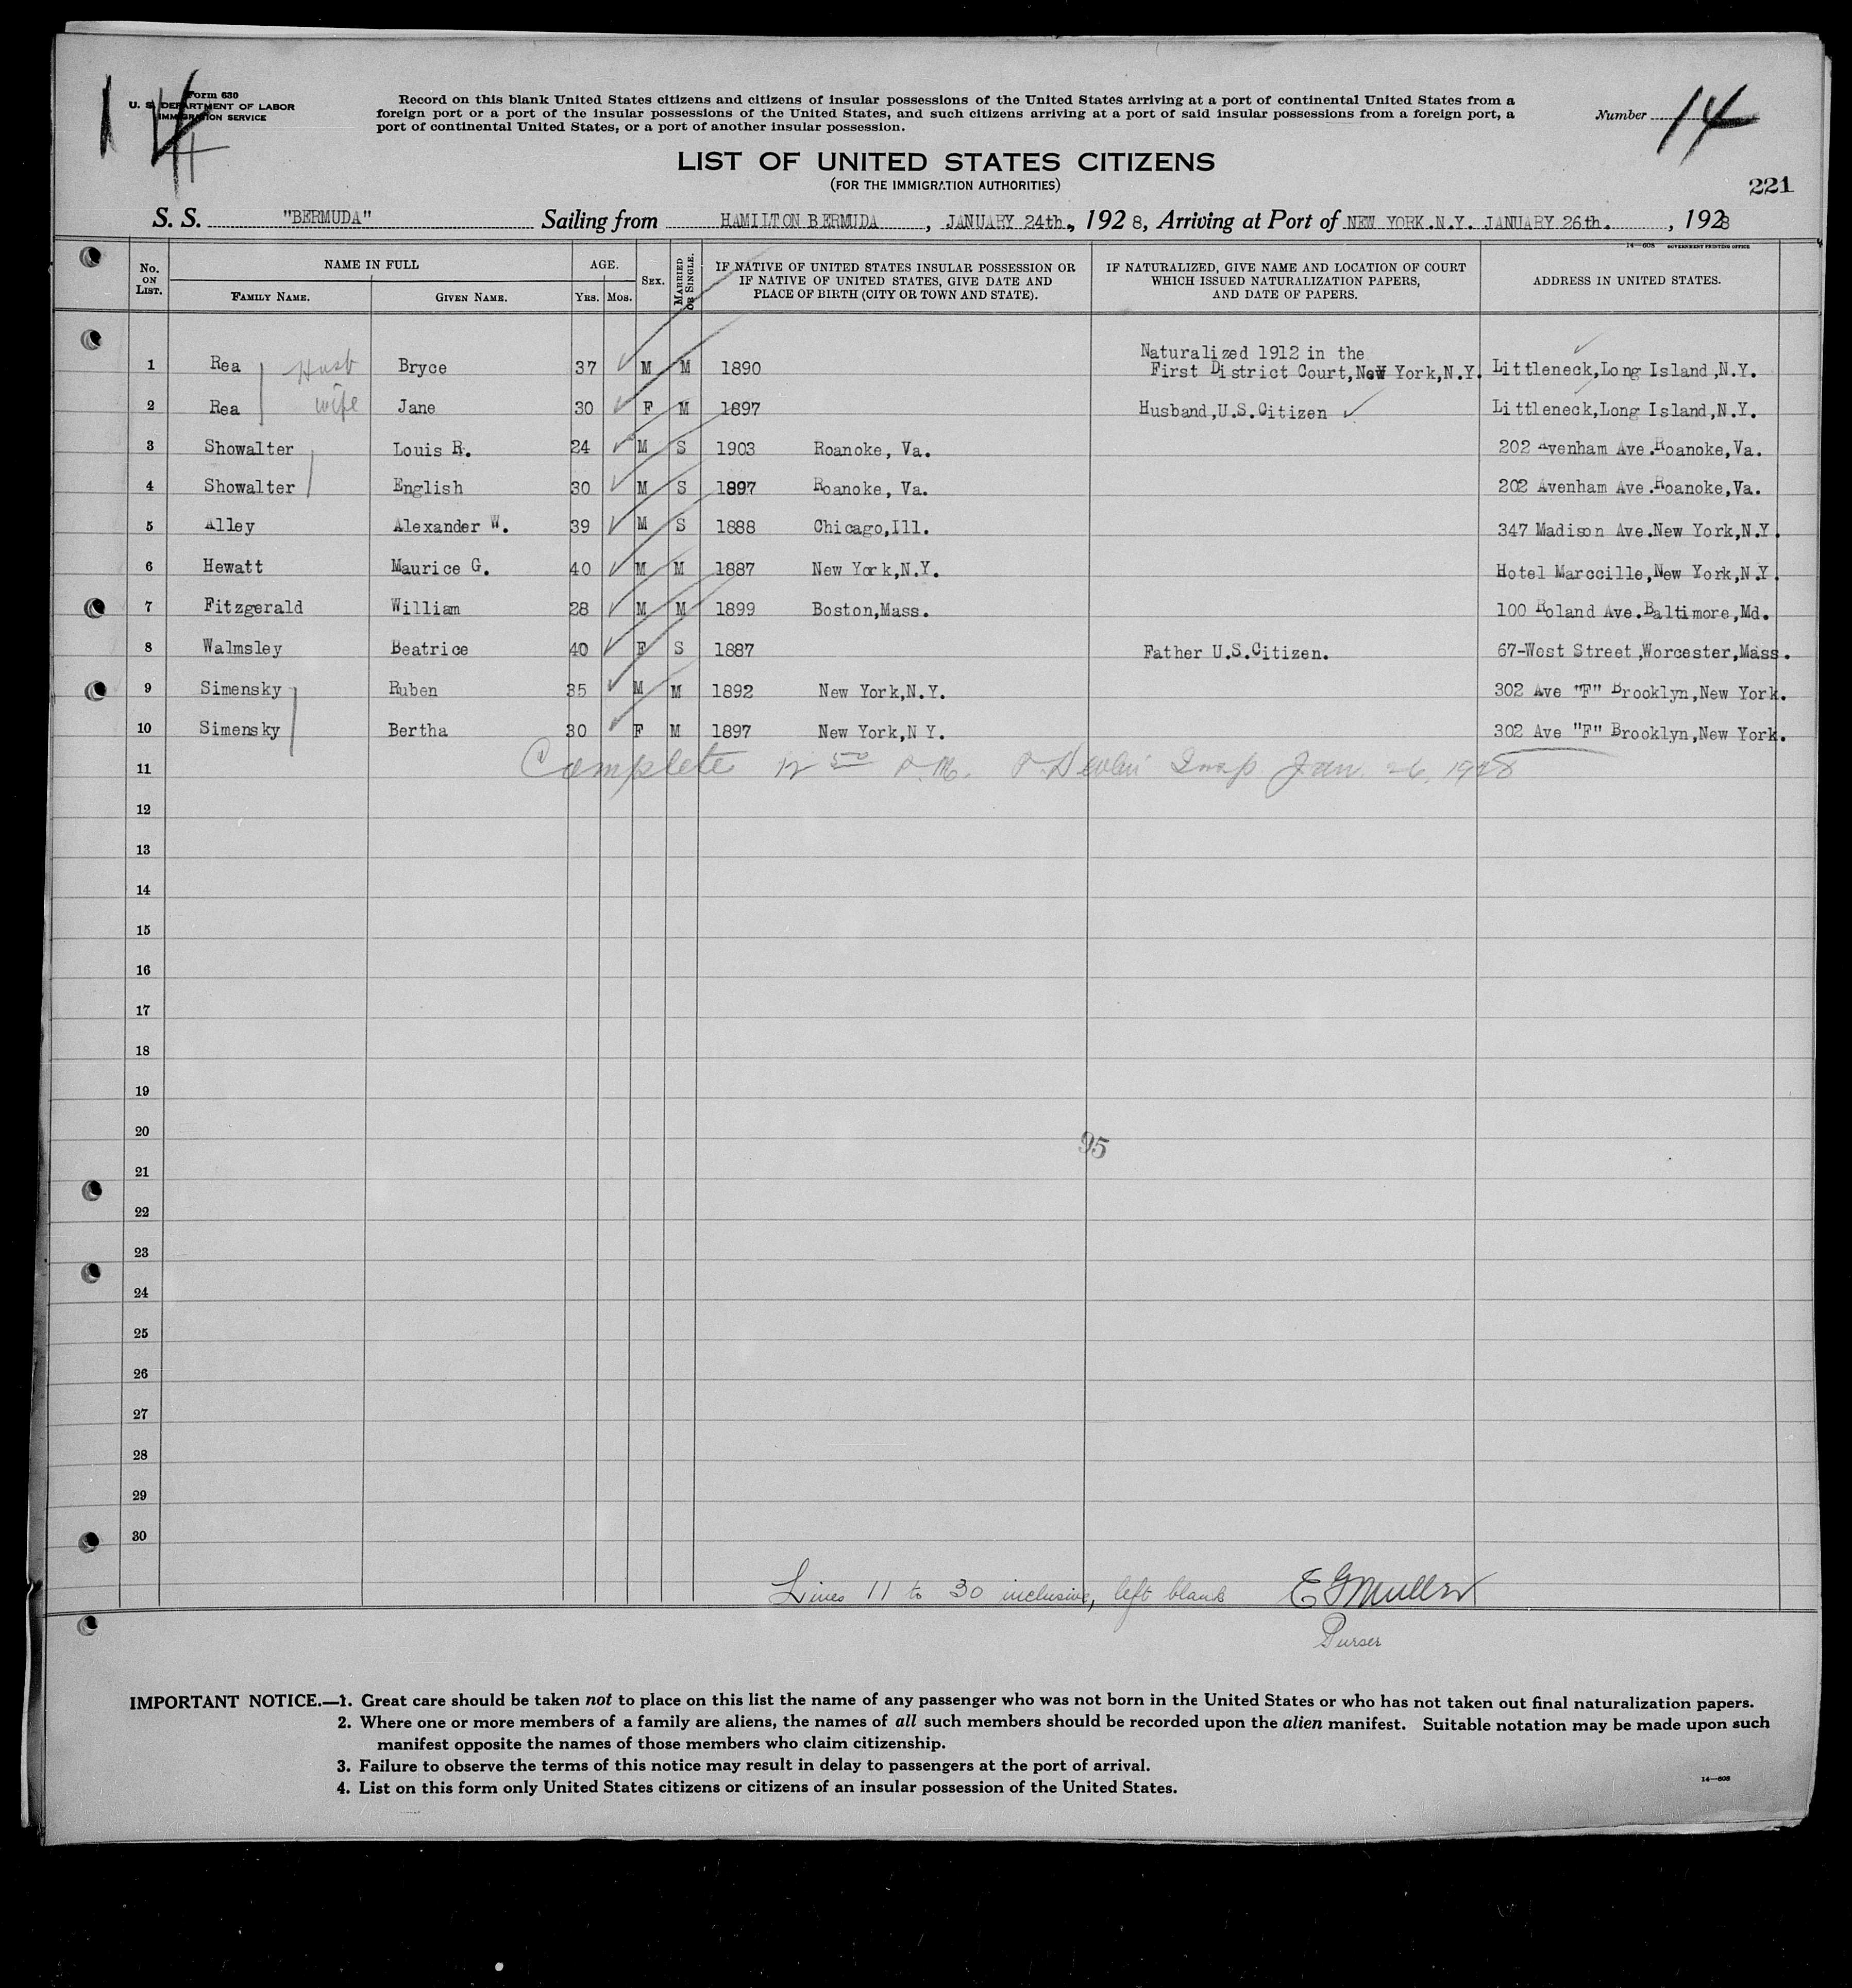 Form 630
U. S. DEPARTMENT OF LABOR
IMMIGRATION SERVICE
14
Record on this blank United States citizens and citizens of insular possessions of the United States arriving at a port of continental United States from a
foreign port or a port of the insular possessions of the United States, and such citizens arriving at a port of said insular possessions from a foreign port, a
port of continental United States, or a port of another insular possession.
Number 14
LIST OF UNITED STATES CITIZENS
(FOR THE IMMIGRATION AUTHORITIES)
221
S. S. "BERMUDA" Sailing from HAMILTON BERMUDA, JANUARY 24th., 192 8, Arriving at Port of NEW YORK.N.Y. JANUARY 26th. , 1928
14—608 GOVERNMENT PRINTING OFFICE
No. ON LIST. NAME IN FULL FAMILY NAME. GIVEN NAME. AGE. YRS. MOS. SEX. MARRIED OR SINGLE. IF NATIVE OF UNITED STATES INSULAR POSSESSION OR IF NATIVE OF UNITED STATES, GIVE DATE AND PLACE OF BIRTH (CITY OR TOWN AND STATE). IF NATURALIZED, GIVE NAME AND LOCATION OF COURT WHICH ISSUED NATURALIZATION PAPERS, AND DATE OF PAPERS. ADDRESS IN UNITED STATES.
1 Rea Husb Bryce 37 M M 1890 Naturalized 1912 in the First District Court,New York,N.Y. Littleneck,Long Island,N.Y.
2 Rea wife Jane 30 F M 1897 Husband,U.S.Citizen Littleneck,Long Island,N.Y.
3 Showalter Louis R. 24 M S 1903 Roanoke, Va. 202 Avenham Ave.Roanoke,Va.
4 Showalter English 30 M S 1897 Roanoke, Va. 202 Avenham Ave.Roanoke,Va.
5 Alley Alexander W. 39 M S 1888 Chicago,Ill. 347 Madison Ave.New York,N.Y.
6 Hewatt Maurice G. 40 M M 1887 New York,N.Y. Hotel Marccille,New York,N.Y.
7 Fitzgerald William 28 M M 1899 Boston,Mass. 100 Roland Ave.Baltimore,Md.
8 Walmsley Beatrice 40 F S 1887 Father U.S.Citizen. 67-West Street,Worcester,Mass.
9 Simensky Ruben 35 M M 1892 New York,N.Y. 302 Ave "F" Brooklyn,New York.
10 Simensky Bertha 30 F M 1897 New York,N Y. 302 Ave "F" Brooklyn,New York.
11 Complete 12 50 P.M. Insp Jan. 26, 1928
12
13
14
15
16
17
18
19
20
95
21
22
23
24
25
26
27
28
29
30
Lines 11 to 30 inclusive, left blank E G Muller
Purser
IMPORTANT NOTICE.—1. Great care should be taken not to place on this list the name of any passenger who was not born in the United States or who has not taken out final naturalization papers.
2. Where one or more members of a family are aliens, the names of all such members should be recorded upon the alien manifest. Suitable notation may be made upon such
manifest opposite the names of those members who claim citizenship.
3. Failure to observe the terms of this notice may result in delay to passengers at the port of arrival.
4. List on this form only United States citizens or citizens of an insular possession of the United States.
14—608